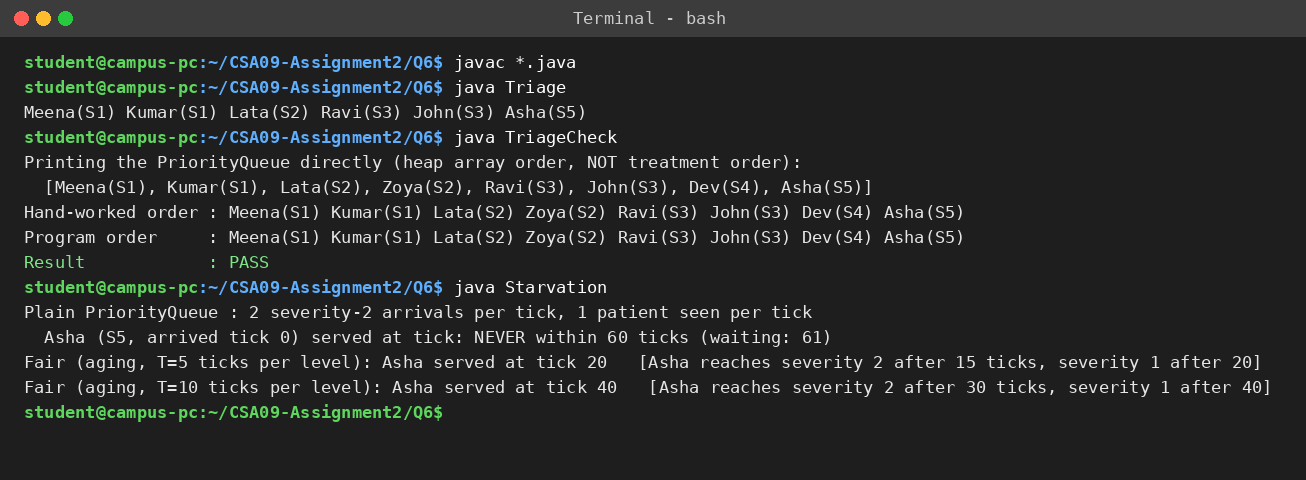 Terminal - bash
student@campus-pc:~/CSA09-Assignment2/Q6$ javac *.java
student@campus-pc:~/CSA09-Assignment2/Q6$ java Triage
Meena(S1) Kumar(S1) Lata(S2) Ravi(S3) John(S3) Asha(S5)
student@campus-pc:~/CSA09-Assignment2/Q6$ java TriageCheck
Printing the PriorityQueue directly (heap array order, NOT treatment order):
  [Meena(S1), Kumar(S1), Lata(S2), Zoya(S2), Ravi(S3), John(S3), Dev(S4), Asha(S5)]
Hand-worked order : Meena(S1) Kumar(S1) Lata(S2) Zoya(S2) Ravi(S3) John(S3) Dev(S4) Asha(S5)
Program order     : Meena(S1) Kumar(S1) Lata(S2) Zoya(S2) Ravi(S3) John(S3) Dev(S4) Asha(S5)
Result            : PASS
student@campus-pc:~/CSA09-Assignment2/Q6$ java Starvation
Plain PriorityQueue : 2 severity-2 arrivals per tick, 1 patient seen per tick
  Asha (S5, arrived tick 0) served at tick: NEVER within 60 ticks (waiting: 61)
Fair (aging, T=5 ticks per level): Asha served at tick 20   [Asha reaches severity 2 after 15 ticks, severity 1 after 20]
Fair (aging, T=10 ticks per level): Asha served at tick 40   [Asha reaches severity 2 after 30 ticks, severity 1 after 40]
student@campus-pc:~/CSA09-Assignment2/Q6$